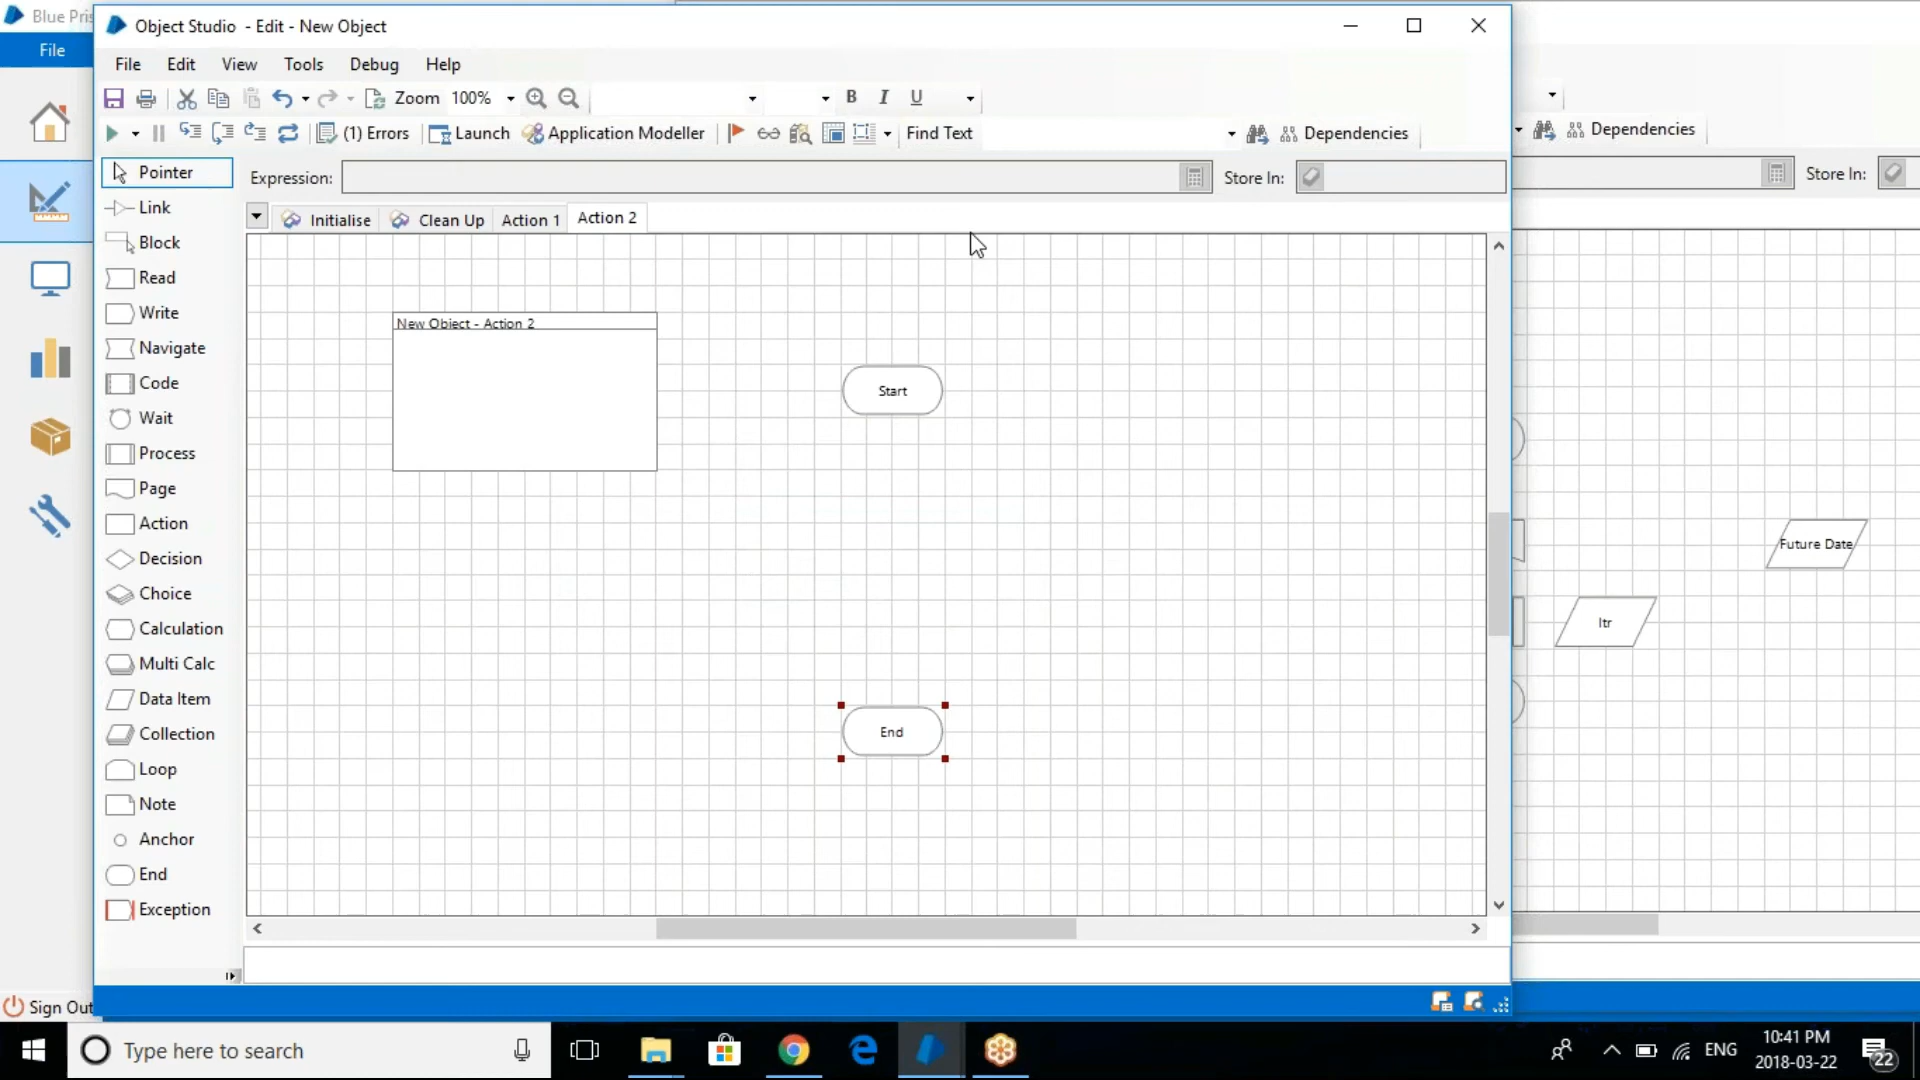 Blue Pris
Object Studio - Edit - New Object
File
File Edit View Tools Debug Help
Zoom 100% B I U
(1) Errors Launch Application Modeller Find Text Dependencies
Dependencies
Pointer
Expression: Store In:
Store In:
Link
Initialise Clean Up Action 1 Action 2
Block
Read
Write
Navigate
Code
Wait
Process
Page
Action
Decision
Choice
Calculation
Multi Calc
Data Item
Collection
Loop
Note
Anchor
End
Exception
New Object - Action 2
Start
End
Future Date
Itr
Sign Out
Type here to search
ENG
10:41 PM
2018-03-22
22